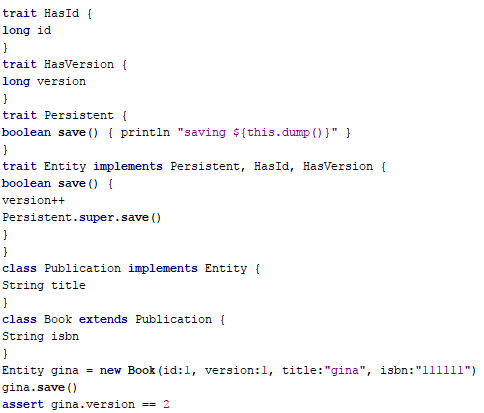 trait HasId {
long id
}
trait HasVersion {
long version
}
trait Persistent {
boolean save() { println "saving ${this.dump()}" }
}
trait Entity implements Persistent, HasId, HasVersion {
boolean save() {
version++
Persistent.super.save()
}
}
class Publication implements Entity {
String title
}
class Book extends Publication {
String isbn
}
Entity gina = new Book(id:1, version:1, title:"gina", isbn:"111111")
gina.save()
assert gina.version == 2